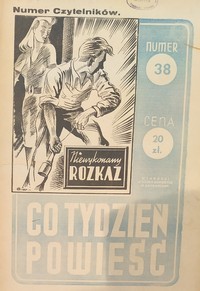 Numer Czytelników.
NUMER
38
CENA
20
zł.
Niewykonany
ROZKAZ
CO TYDZIEŃ
POWIEŚĆ